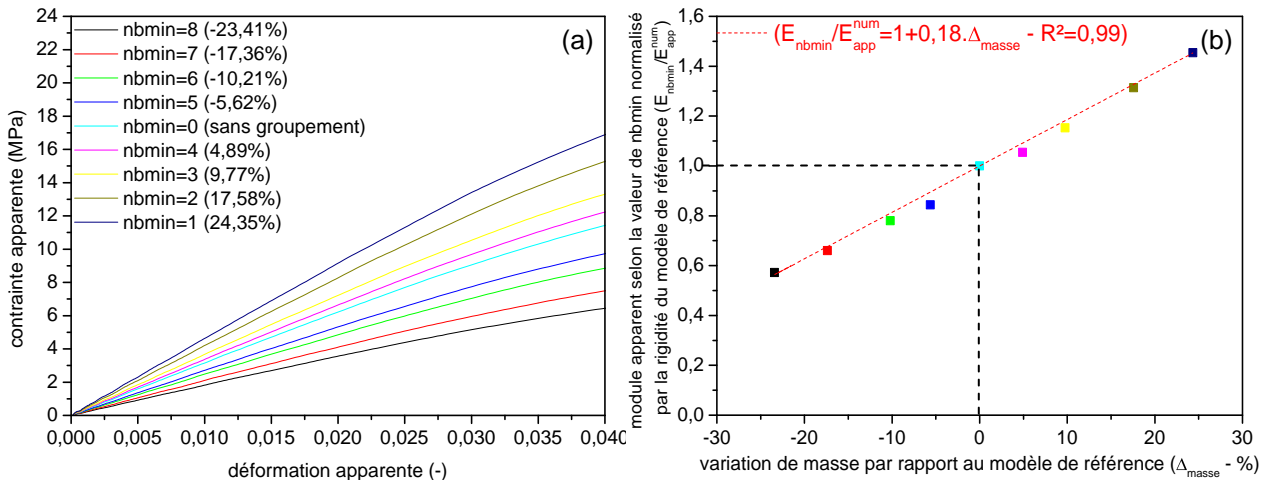 24
22
20
18
16
14
12
10
8
6
4
2
0
contrainte apparente (MPa)
nbmin=8 (-23,41%)
nbmin=7 (-17,36%)
nbmin=6 (-10,21%)
nbmin=5 (-5,62%)
nbmin=0 (sans groupement)
nbmin=4 (4,89%)
nbmin=3 (9,77%)
nbmin=2 (17,58%)
nbmin=1 (24,35%)
(a)
0,000 0,005 0,010 0,015 0,020 0,025 0,030 0,035 0,040
déformation apparente (-)
module apparent selon la valeur de nbmin normalisé
par la rigidité du modèle de référence (E_nbmin/E_app^num)
1,6
1,4
1,2
1,0
0,8
0,6
0,4
0,2
0,0
(E_nbmin/E_app^num=1+0,18.Δ_masse - R²=0,99)
(b)
-30 -20 -10 0 10 20 30
variation de masse par rapport au modèle de référence (Δ_masse - %)